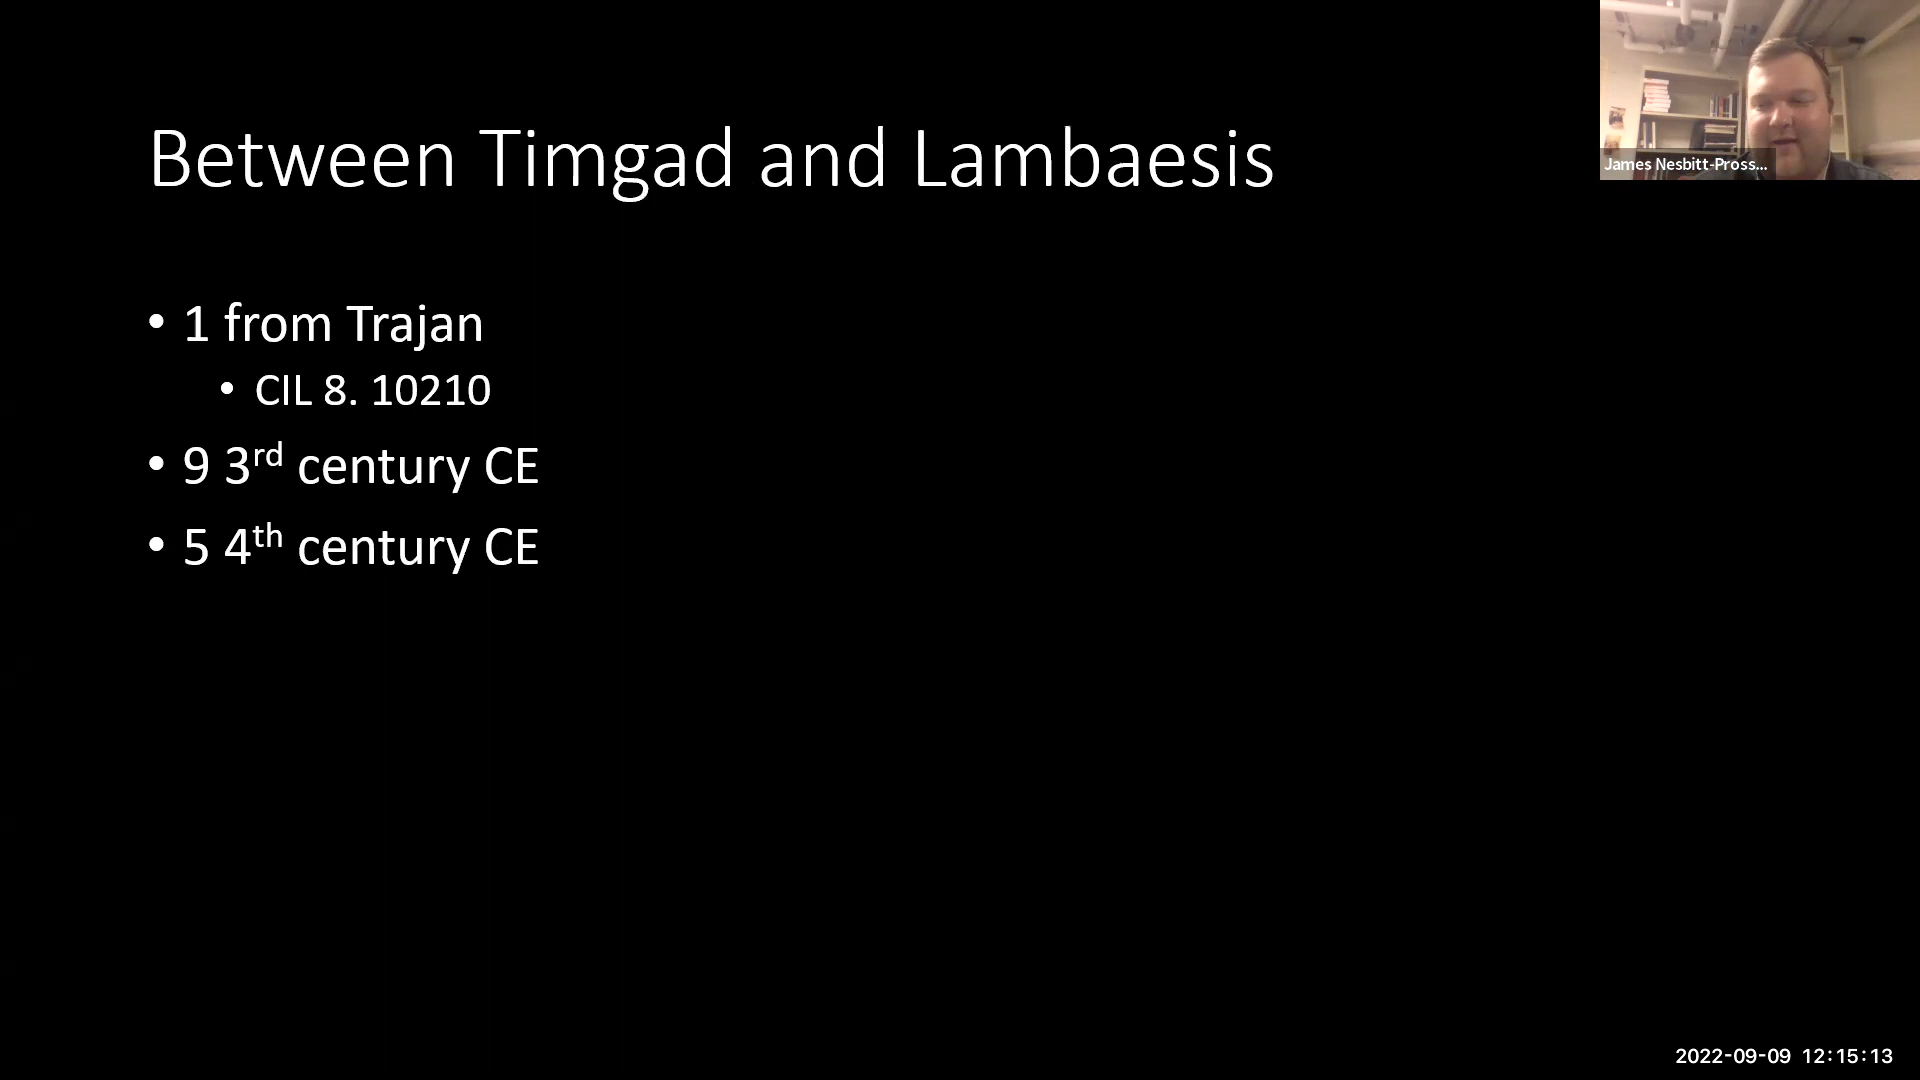 Between Timgad and Lambaesis
James Nesbitt-Pross...
• 1 from Trajan
• CIL 8. 10210
• 9 3rd century CE
• 5 4th century CE
2022-09-09 12:15:13